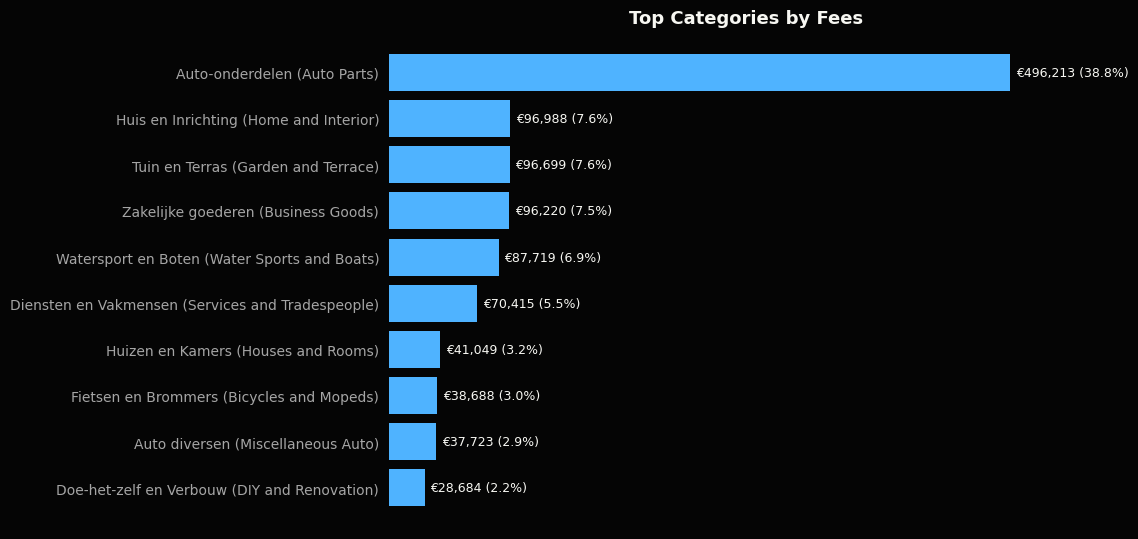 Top Categories by Fees
Auto-onderdelen (Auto Parts) €496,213 (38.8%)
Huis en Inrichting (Home and Interior) €96,988 (7.6%)
Tuin en Terras (Garden and Terrace) €96,699 (7.6%)
Zakelijke goederen (Business Goods) €96,220 (7.5%)
Watersport en Boten (Water Sports and Boats) €87,719 (6.9%)
Diensten en Vakmensen (Services and Tradespeople) €70,415 (5.5%)
Huizen en Kamers (Houses and Rooms) €41,049 (3.2%)
Fietsen en Brommers (Bicycles and Mopeds) €38,688 (3.0%)
Auto diversen (Miscellaneous Auto) €37,723 (2.9%)
Doe-het-zelf en Verbouw (DIY and Renovation) €28,684 (2.2%)